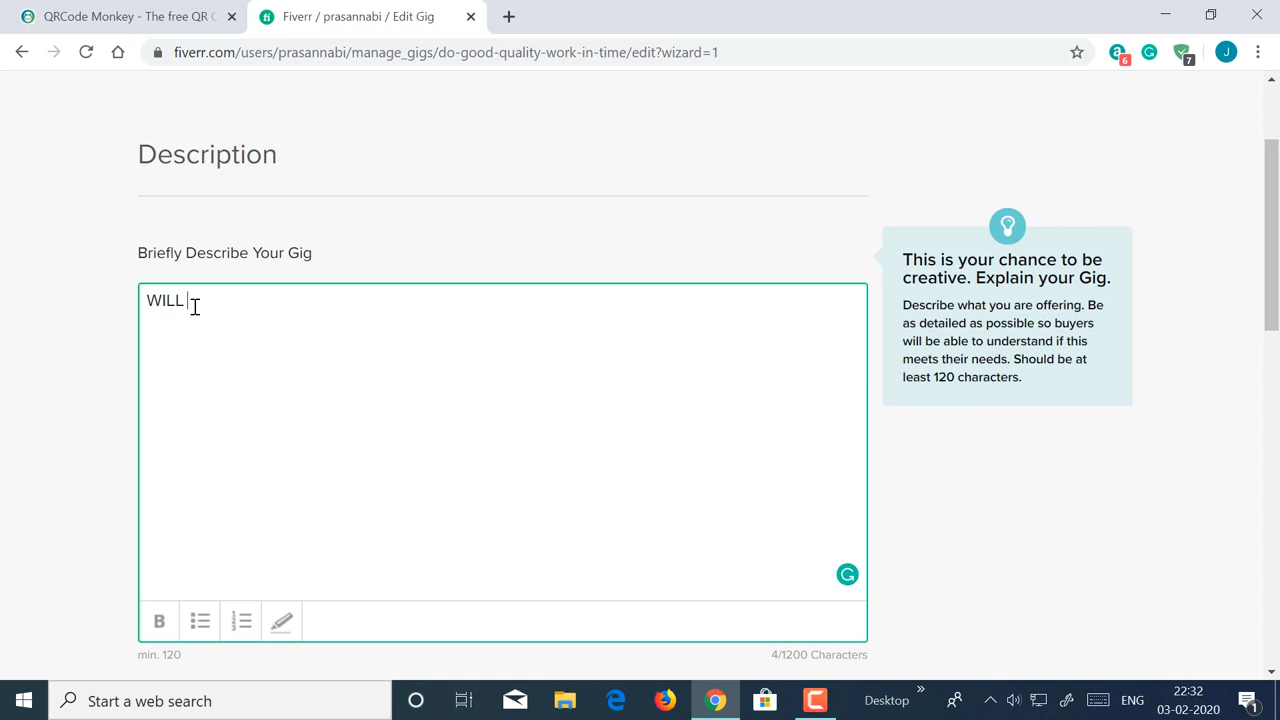 QRCode Monkey - The free QR C
Fiverr / prasannabi / Edit Gig
fiverr.com/users/prasannabi/manage_gigs/do-good-quality-work-in-time/edit?wizard=1
6
7
J
Description
Briefly Describe Your Gig
WILL
This is your chance to be
creative. Explain your Gig.
Describe what you are offering. Be
as detailed as possible so buyers
will be able to understand if this
meets their needs. Should be at
least 120 characters.
B
min. 120
4/1200 Characters
Start a web search
Desktop
ENG
22:32
03-02-2020
1